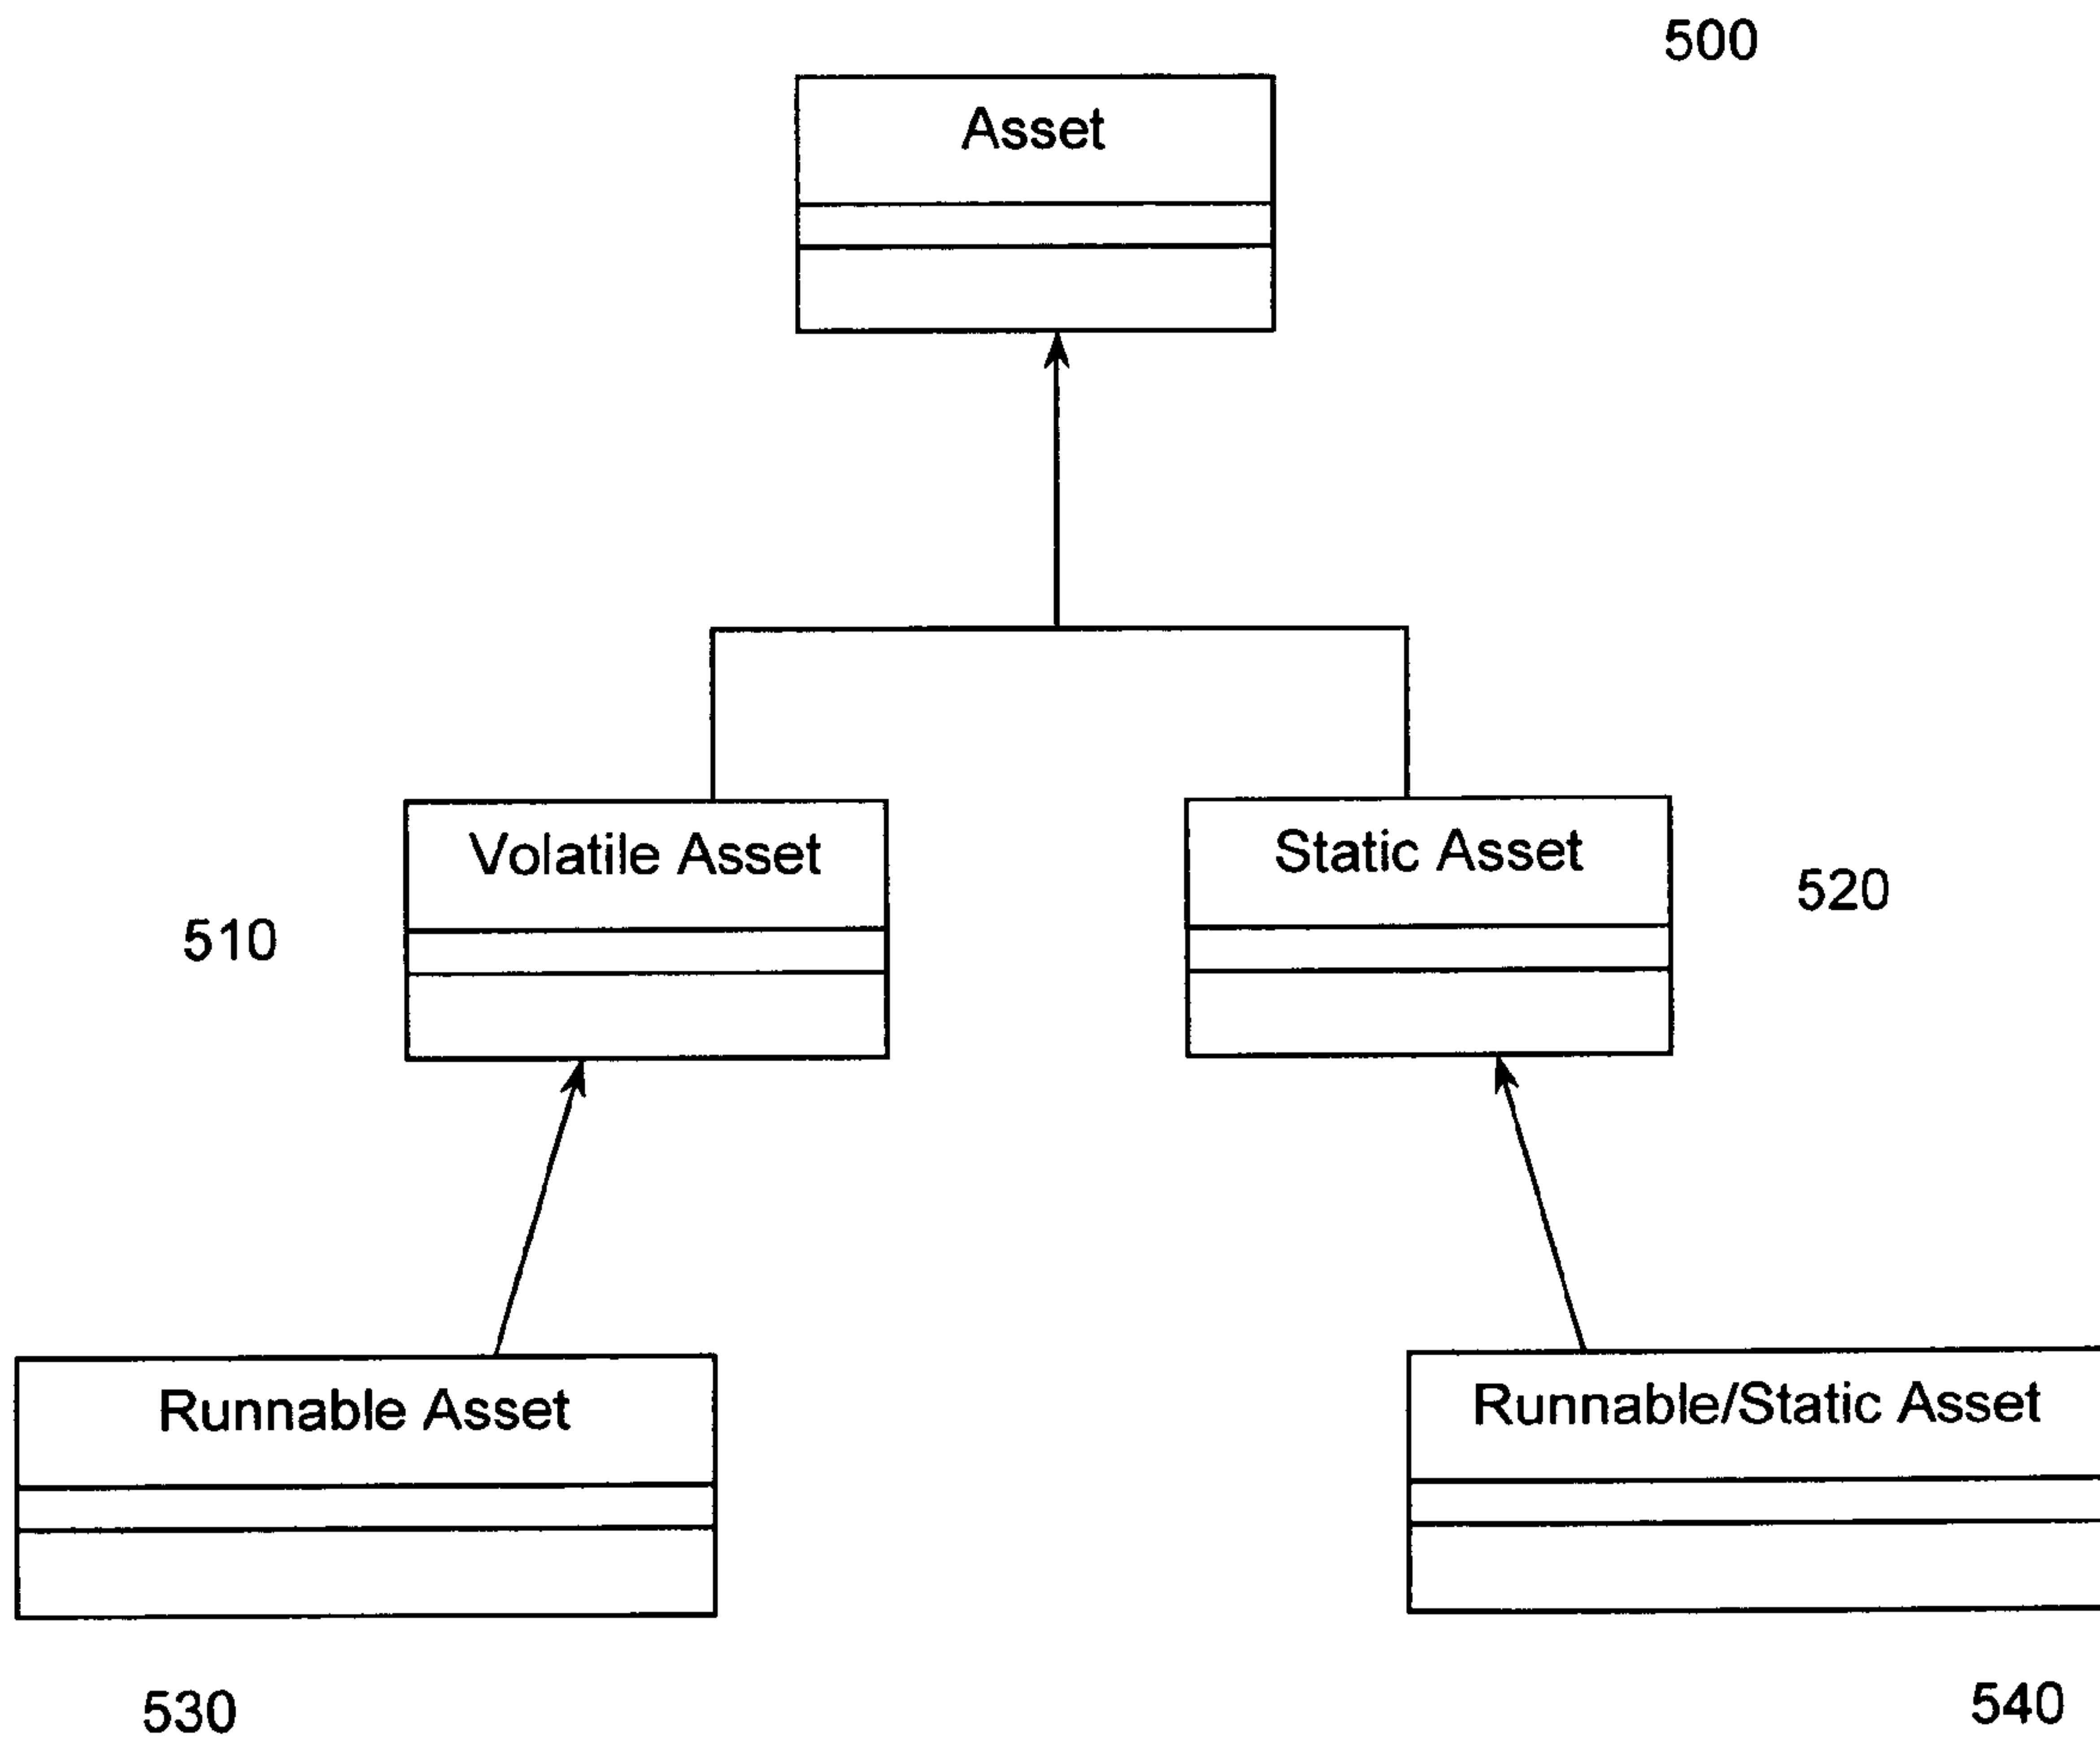 500
Asset
Volatile Asset
Static Asset
510
520
Runnable Asset
Runnable/Static Asset
530
540